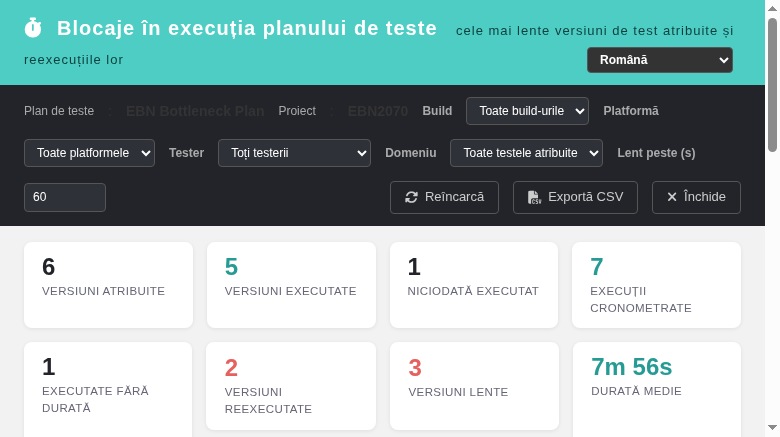 Blocaje în execuția planului de teste cele mai lente versiuni de test atribuite și
reexecuțiile lor
Română
Plan de teste : EBN Bottleneck Plan Proiect : EBN2070 Build Toate build-urile Platformă
Toate platformele Tester Toți testerii Domeniu Toate testele atribuite Lent peste (s)
60 Reîncarcă Exportă CSV Închide
6 5 1 7
VERSIUNI ATRIBUITE VERSIUNI EXECUTATE NICIODATĂ EXECUTAT EXECUȚII
CRONOMETRATE
1 2 3 7m 56s
EXECUTATE FĂRĂ VERSIUNI VERSIUNI LENTE DURATĂ MEDIE
DURATĂ REEXECUTATE